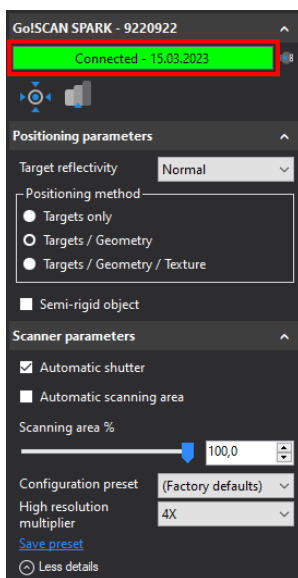 Go!SCAN SPARK - 9220922
Connected - 15.03.2023
Positioning parameters
Target reflectivity Normal
Positioning method
Targets only
Targets / Geometry
Targets / Geometry / Texture
Semi-rigid object
Scanner parameters
Automatic shutter
Automatic scanning area
Scanning area %
100,0
Configuration preset (Factory defaults)
High resolution
multiplier 4X
Save preset
Less details